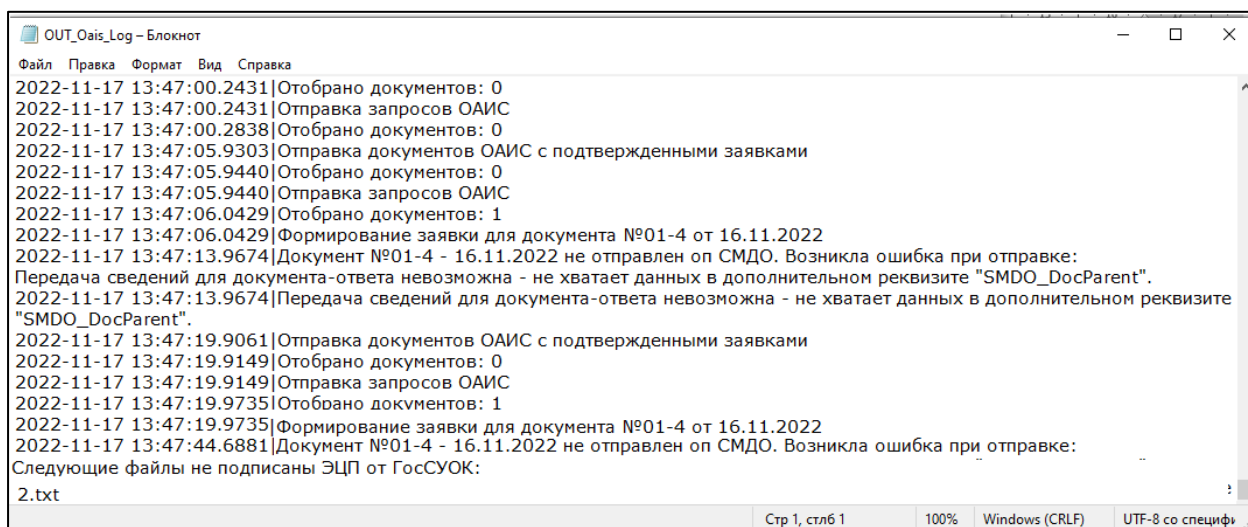 OUT_Oais_Log – Блокнот
Файл Правка Формат Вид Справка
2022-11-17 13:47:00.2431|Отобрано документов: 0
2022-11-17 13:47:00.2431|Отправка запросов ОАИС
2022-11-17 13:47:00.2838|Отобрано документов: 0
2022-11-17 13:47:05.9303|Отправка документов ОАИС с подтвержденными заявками
2022-11-17 13:47:05.9440|Отобрано документов: 0
2022-11-17 13:47:05.9440|Отправка запросов ОАИС
2022-11-17 13:47:06.0429|Отобрано документов: 1
2022-11-17 13:47:06.0429|Формирование заявки для документа №01-4 от 16.11.2022
2022-11-17 13:47:13.9674|Документ №01-4 - 16.11.2022 не отправлен оп СМДО. Возникла ошибка при отправке:
Передача сведений для документа-ответа невозможна - не хватает данных в дополнительном реквизите "SMDO_DocParent".
2022-11-17 13:47:13.9674|Передача сведений для документа-ответа невозможна - не хватает данных в дополнительном реквизите
"SMDO_DocParent".
2022-11-17 13:47:19.9061|Отправка документов ОАИС с подтвержденными заявками
2022-11-17 13:47:19.9149|Отобрано документов: 0
2022-11-17 13:47:19.9149|Отправка запросов ОАИС
2022-11-17 13:47:19.9735|Отобрано документов: 1
2022-11-17 13:47:19.9735|Формирование заявки для документа №01-4 от 16.11.2022
2022-11-17 13:47:44.6881|Документ №01-4 - 16.11.2022 не отправлен оп СМДО. Возникла ошибка при отправке:
Следующие файлы не подписаны ЭЦП от ГосСУОК:
2.txt
Стр 1, стлб 1 100% Windows (CRLF) UTF-8 со специфи